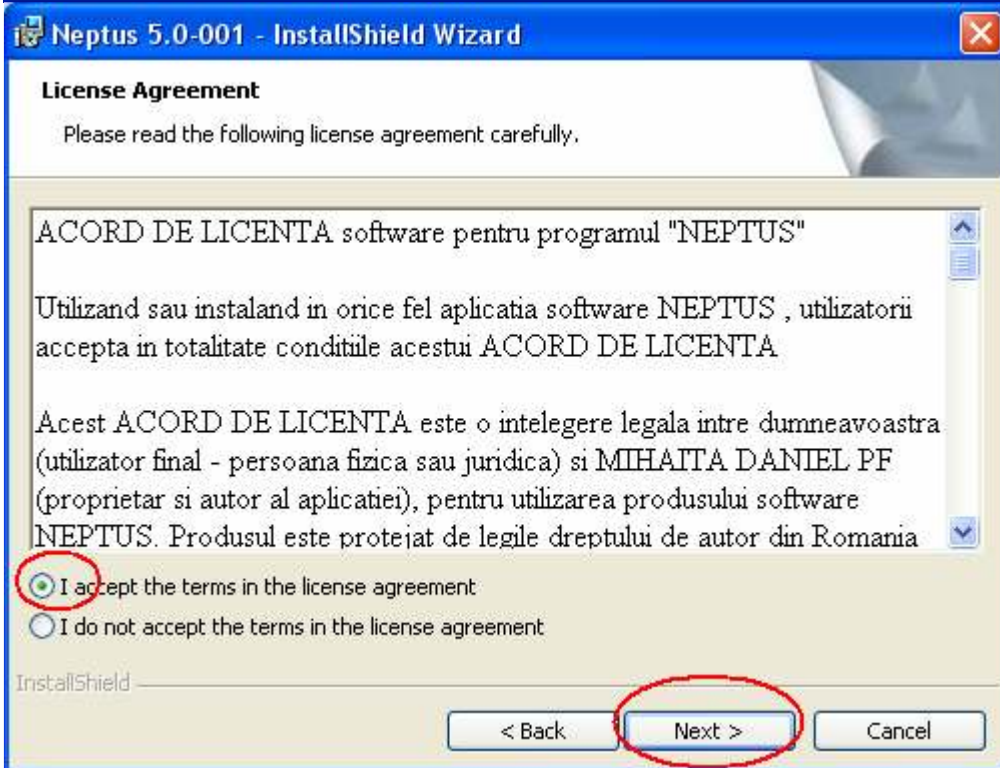 Neptus 5.0-001 - InstallShield Wizard
License Agreement
Please read the following license agreement carefully.
ACORD DE LICENTA software pentru programul "NEPTUS"
Utilizand sau instaland in orice fel aplicatia software NEPTUS , utilizatorii
accepta in totalitate conditiile acestui ACORD DE LICENTA
Acest ACORD DE LICENTA este o intelegere legala intre dumneavoastra
(utilizator final - persoana fizica sau juridica) si MIHAITA DANIEL PF
(proprietar si autor al aplicatiei), pentru utilizarea produsului software
NEPTUS. Produsul este protejat de legile dreptului de autor din Romania
I accept the terms in the license agreement
I do not accept the terms in the license agreement
InstallShield
< Back
Next >
Cancel